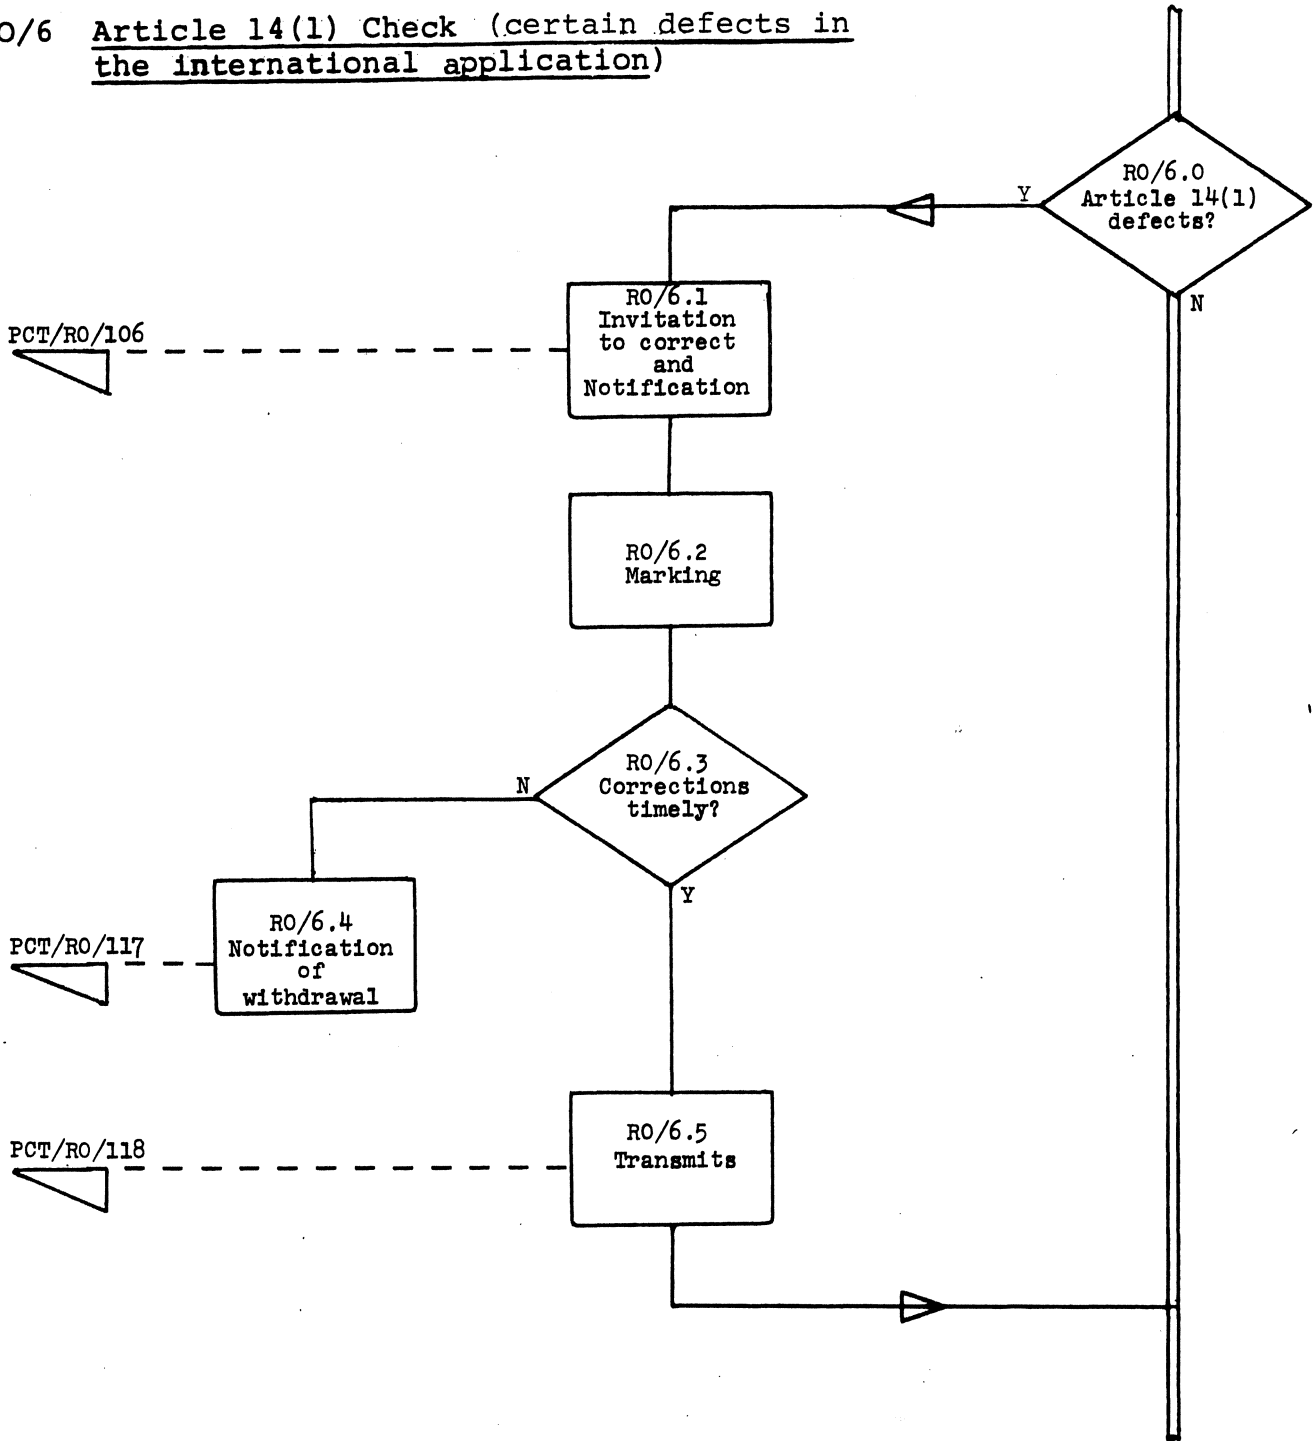 O/6 Article 14(1) Check (certain defects in
the international application)
RO/6.0
Article 14(1)
defects?
Y
N
RO/6.1
Invitation
to correct
and
Notification
PCT/RO/106
RO/6.2
Marking
RO/6.3
Corrections
timely?
N
Y
RO/6.4
Notification
of
withdrawal
PCT/RO/117
RO/6.5
Transmits
PCT/RO/118